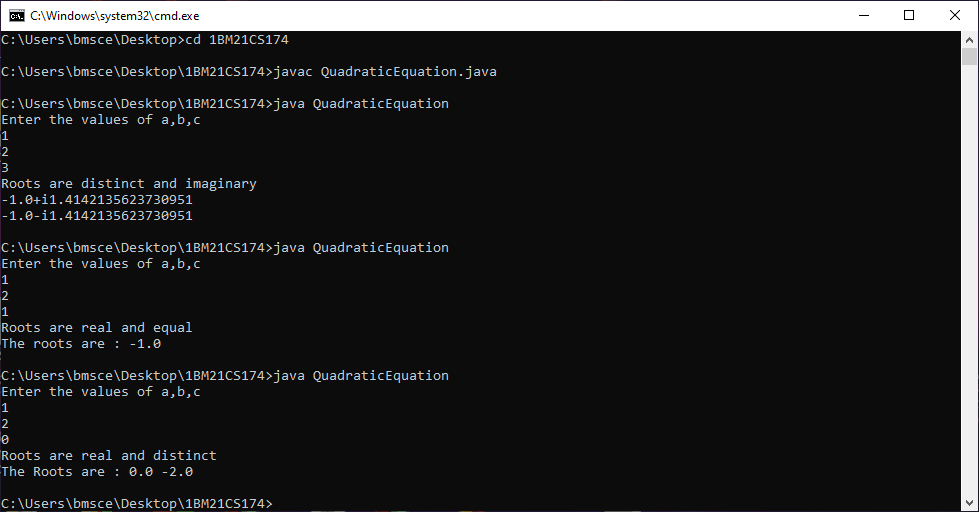 C:\Windows\system32\cmd.exe
C:\Users\bmsce\Desktop>cd 1BM21CS174
C:\Users\bmsce\Desktop\1BM21CS174>javac QuadraticEquation.java
C:\Users\bmsce\Desktop\1BM21CS174>java QuadraticEquation
Enter the values of a,b,c
1
2
3
Roots are distinct and imaginary
-1.0+i1.4142135623730951
-1.0-i1.4142135623730951
C:\Users\bmsce\Desktop\1BM21CS174>java QuadraticEquation
Enter the values of a,b,c
1
2
1
Roots are real and equal
The roots are : -1.0
C:\Users\bmsce\Desktop\1BM21CS174>java QuadraticEquation
Enter the values of a,b,c
1
2
0
Roots are real and distinct
The Roots are : 0.0 -2.0
C:\Users\bmsce\Desktop\1BM21CS174>